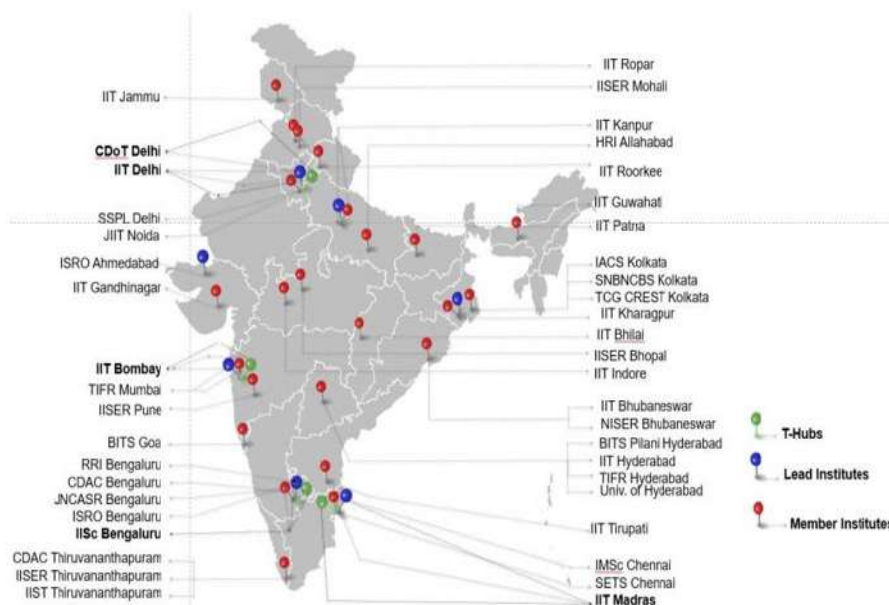 IIT Jammu
CDoT Delhi
IIT Delhi
SSPL Delhi
JIIT Noida
ISRO Ahmedabad
IIT Gandhinagar
IIT Bombay
TIFR Mumbai
IISER Pune
BITS Goa
RRI Bengaluru
CDAC Bengaluru
JNCASR Bengaluru
ISRO Bengaluru
IISc Bengaluru
CDAC Thiruvananthapuram
IISER Thiruvananthapuram
IIST Thiruvananthapuram
IIT Ropar
IISER Mohali
IIT Kanpur
HRI Allahabad
IIT Roorkee
IIT Guwahati
IIT Patna
IACS Kolkata
SNBNCBS Kolkata
TCG CREST Kolkata
IIT Kharagpur
IIT Bhilai
IISER Bhopal
IIT Indore
IIT Bhubaneswar
NISER Bhubaneswar
BITS Pilani Hyderabad
IIT Hyderabad
TIFR Hyderabad
Univ. of Hyderabad
IIT Tirupati
IMSc Chennai
SETS Chennai
IIT Madras
T-Hubs
Lead Institutes
Member Institutes